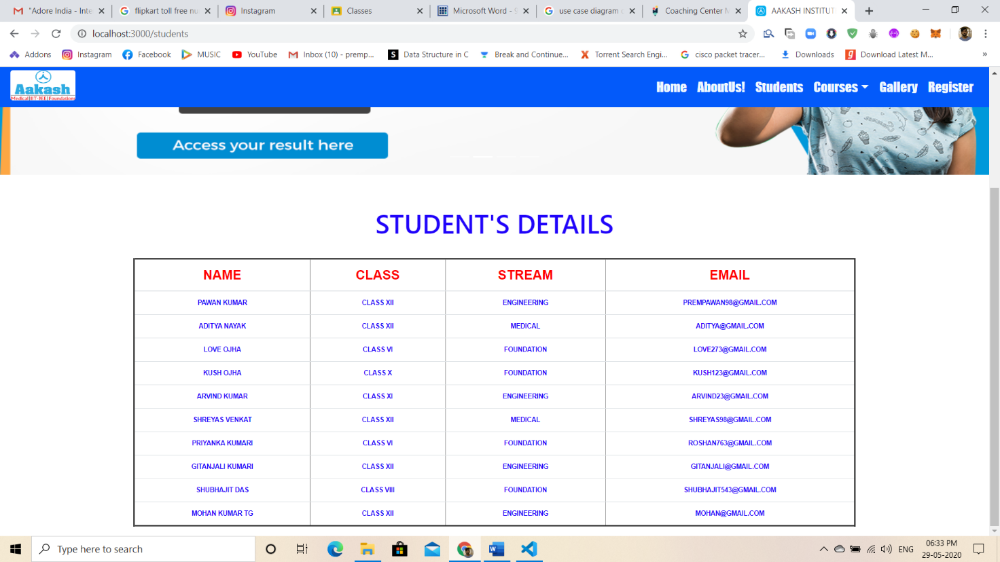 "Adore India - Inte
flipkart toll free nu
Instagram
Classes
Microsoft Word - S
use case diagram
Coaching Center M
AAKASH INSTITUT
localhost:3000/students
Addons
Instagram
Facebook
MUSIC
YouTube
Inbox (10) - premp...
Data Structure in C
Break and Continue...
Torrent Search Engi...
cisco packet tracer...
Downloads
Download Latest M...
»
Aakash
Medical|IIT-JEE|Foundations
Home AboutUs! Students Courses Gallery Register
Access your result here
STUDENT'S DETAILS
NAME CLASS STREAM EMAIL
PAWAN KUMAR CLASS XII ENGINEERING PREMPAWAN98@GMAIL.COM
ADITYA NAYAK CLASS XII MEDICAL ADITYA@GMAIL.COM
LOVE OJHA CLASS VI FOUNDATION LOVE273@GMAIL.COM
KUSH OJHA CLASS X FOUNDATION KUSH123@GMAIL.COM
ARVIND KUMAR CLASS XI ENGINEERING ARVIND23@GMAIL.COM
SHREYAS VENKAT CLASS XII MEDICAL SHREYAS98@GMAIL.COM
PRIYANKA KUMARI CLASS VI FOUNDATION ROSHAN763@GMAIL.COM
GITANJALI KUMARI CLASS XII ENGINEERING GITANJALI@GMAIL.COM
SHUBHAJIT DAS CLASS VIII FOUNDATION SHUBHAJIT543@GMAIL.COM
MOHAN KUMAR TG CLASS XII ENGINEERING MOHAN@GMAIL.COM
Type here to search
ENG
06:33 PM
29-05-2020